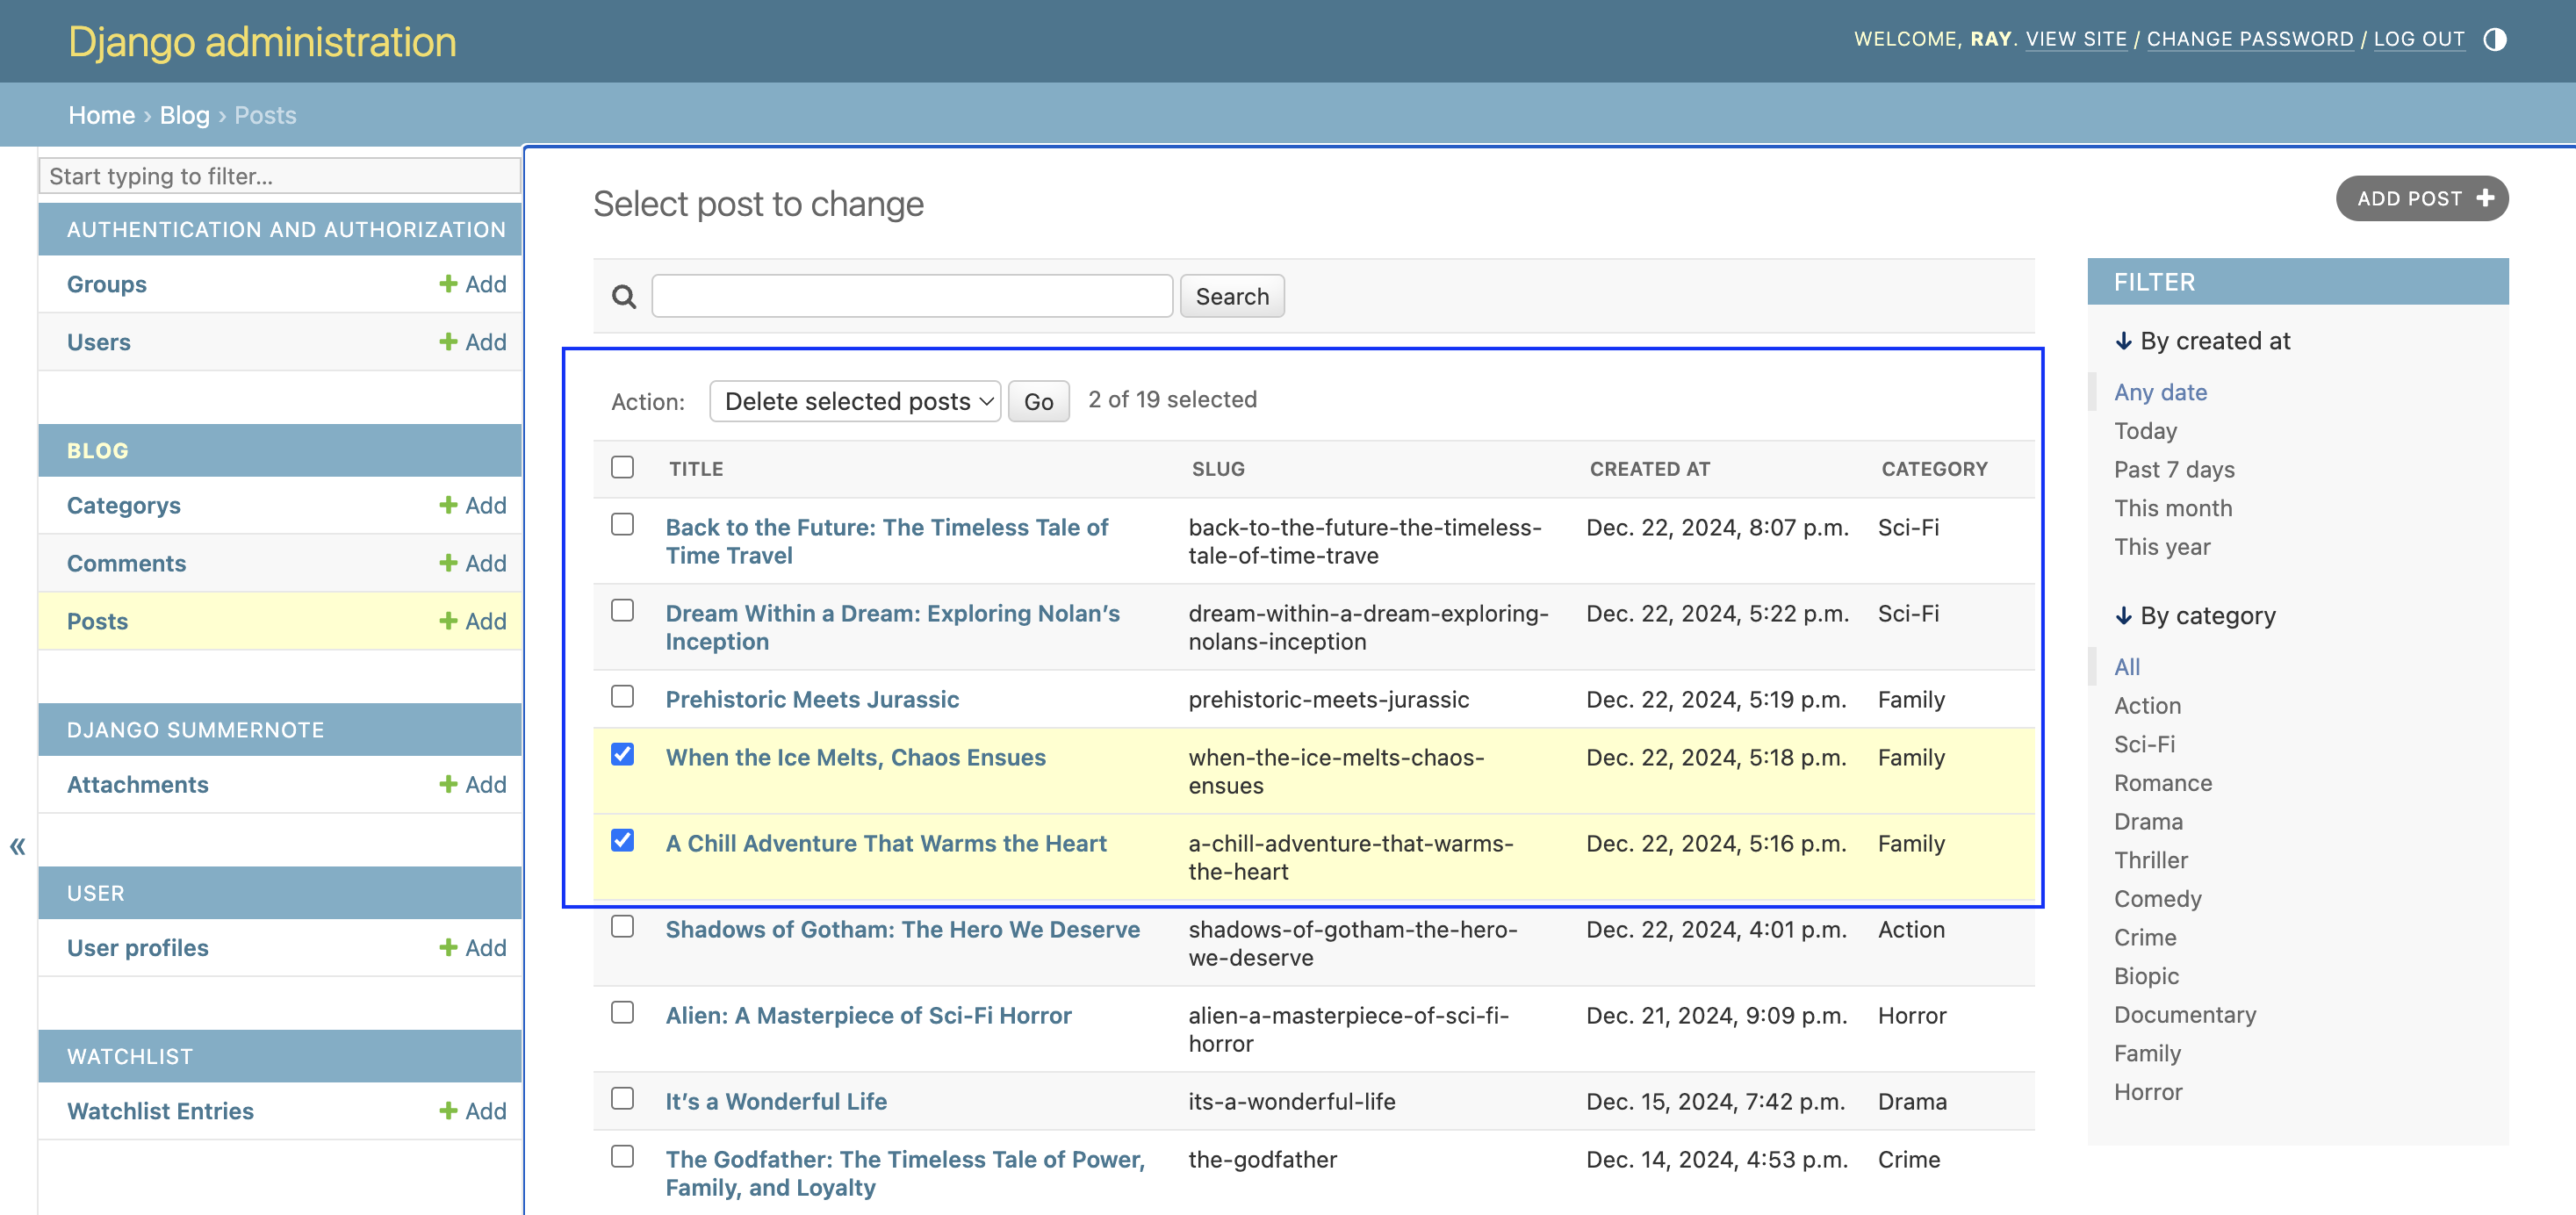 Django administration
WELCOME, RAY. VIEW SITE / CHANGE PASSWORD / LOG OUT
Home › Blog › Posts
Start typing to filter...
AUTHENTICATION AND AUTHORIZATION
Groups + Add
Users + Add
BLOG
Categorys + Add
Comments + Add
Posts + Add
DJANGO SUMMERNOTE
Attachments + Add
«
USER
User profiles + Add
WATCHLIST
Watchlist Entries + Add
Select post to change
ADD POST +
Search
Action: Delete selected posts Go 2 of 19 selected
TITLE SLUG CREATED AT CATEGORY
Back to the Future: The Timeless Tale of back-to-the-future-the-timeless- Dec. 22, 2024, 8:07 p.m. Sci-Fi
Time Travel tale-of-time-trave
Dream Within a Dream: Exploring Nolan’s dream-within-a-dream-exploring- Dec. 22, 2024, 5:22 p.m. Sci-Fi
Inception nolans-inception
Prehistoric Meets Jurassic prehistoric-meets-jurassic Dec. 22, 2024, 5:19 p.m. Family
When the Ice Melts, Chaos Ensues when-the-ice-melts-chaos- Dec. 22, 2024, 5:18 p.m. Family
ensues
A Chill Adventure That Warms the Heart a-chill-adventure-that-warms- Dec. 22, 2024, 5:16 p.m. Family
the-heart
Shadows of Gotham: The Hero We Deserve shadows-of-gotham-the-hero- Dec. 22, 2024, 4:01 p.m. Action
we-deserve
Alien: A Masterpiece of Sci-Fi Horror alien-a-masterpiece-of-sci-fi- Dec. 21, 2024, 9:09 p.m. Horror
horror
It’s a Wonderful Life its-a-wonderful-life Dec. 15, 2024, 7:42 p.m. Drama
The Godfather: The Timeless Tale of Power, the-godfather Dec. 14, 2024, 4:53 p.m. Crime
Family, and Loyalty
FILTER
↓ By created at
Any date
Today
Past 7 days
This month
This year
↓ By category
All
Action
Sci-Fi
Romance
Drama
Thriller
Comedy
Crime
Biopic
Documentary
Family
Horror